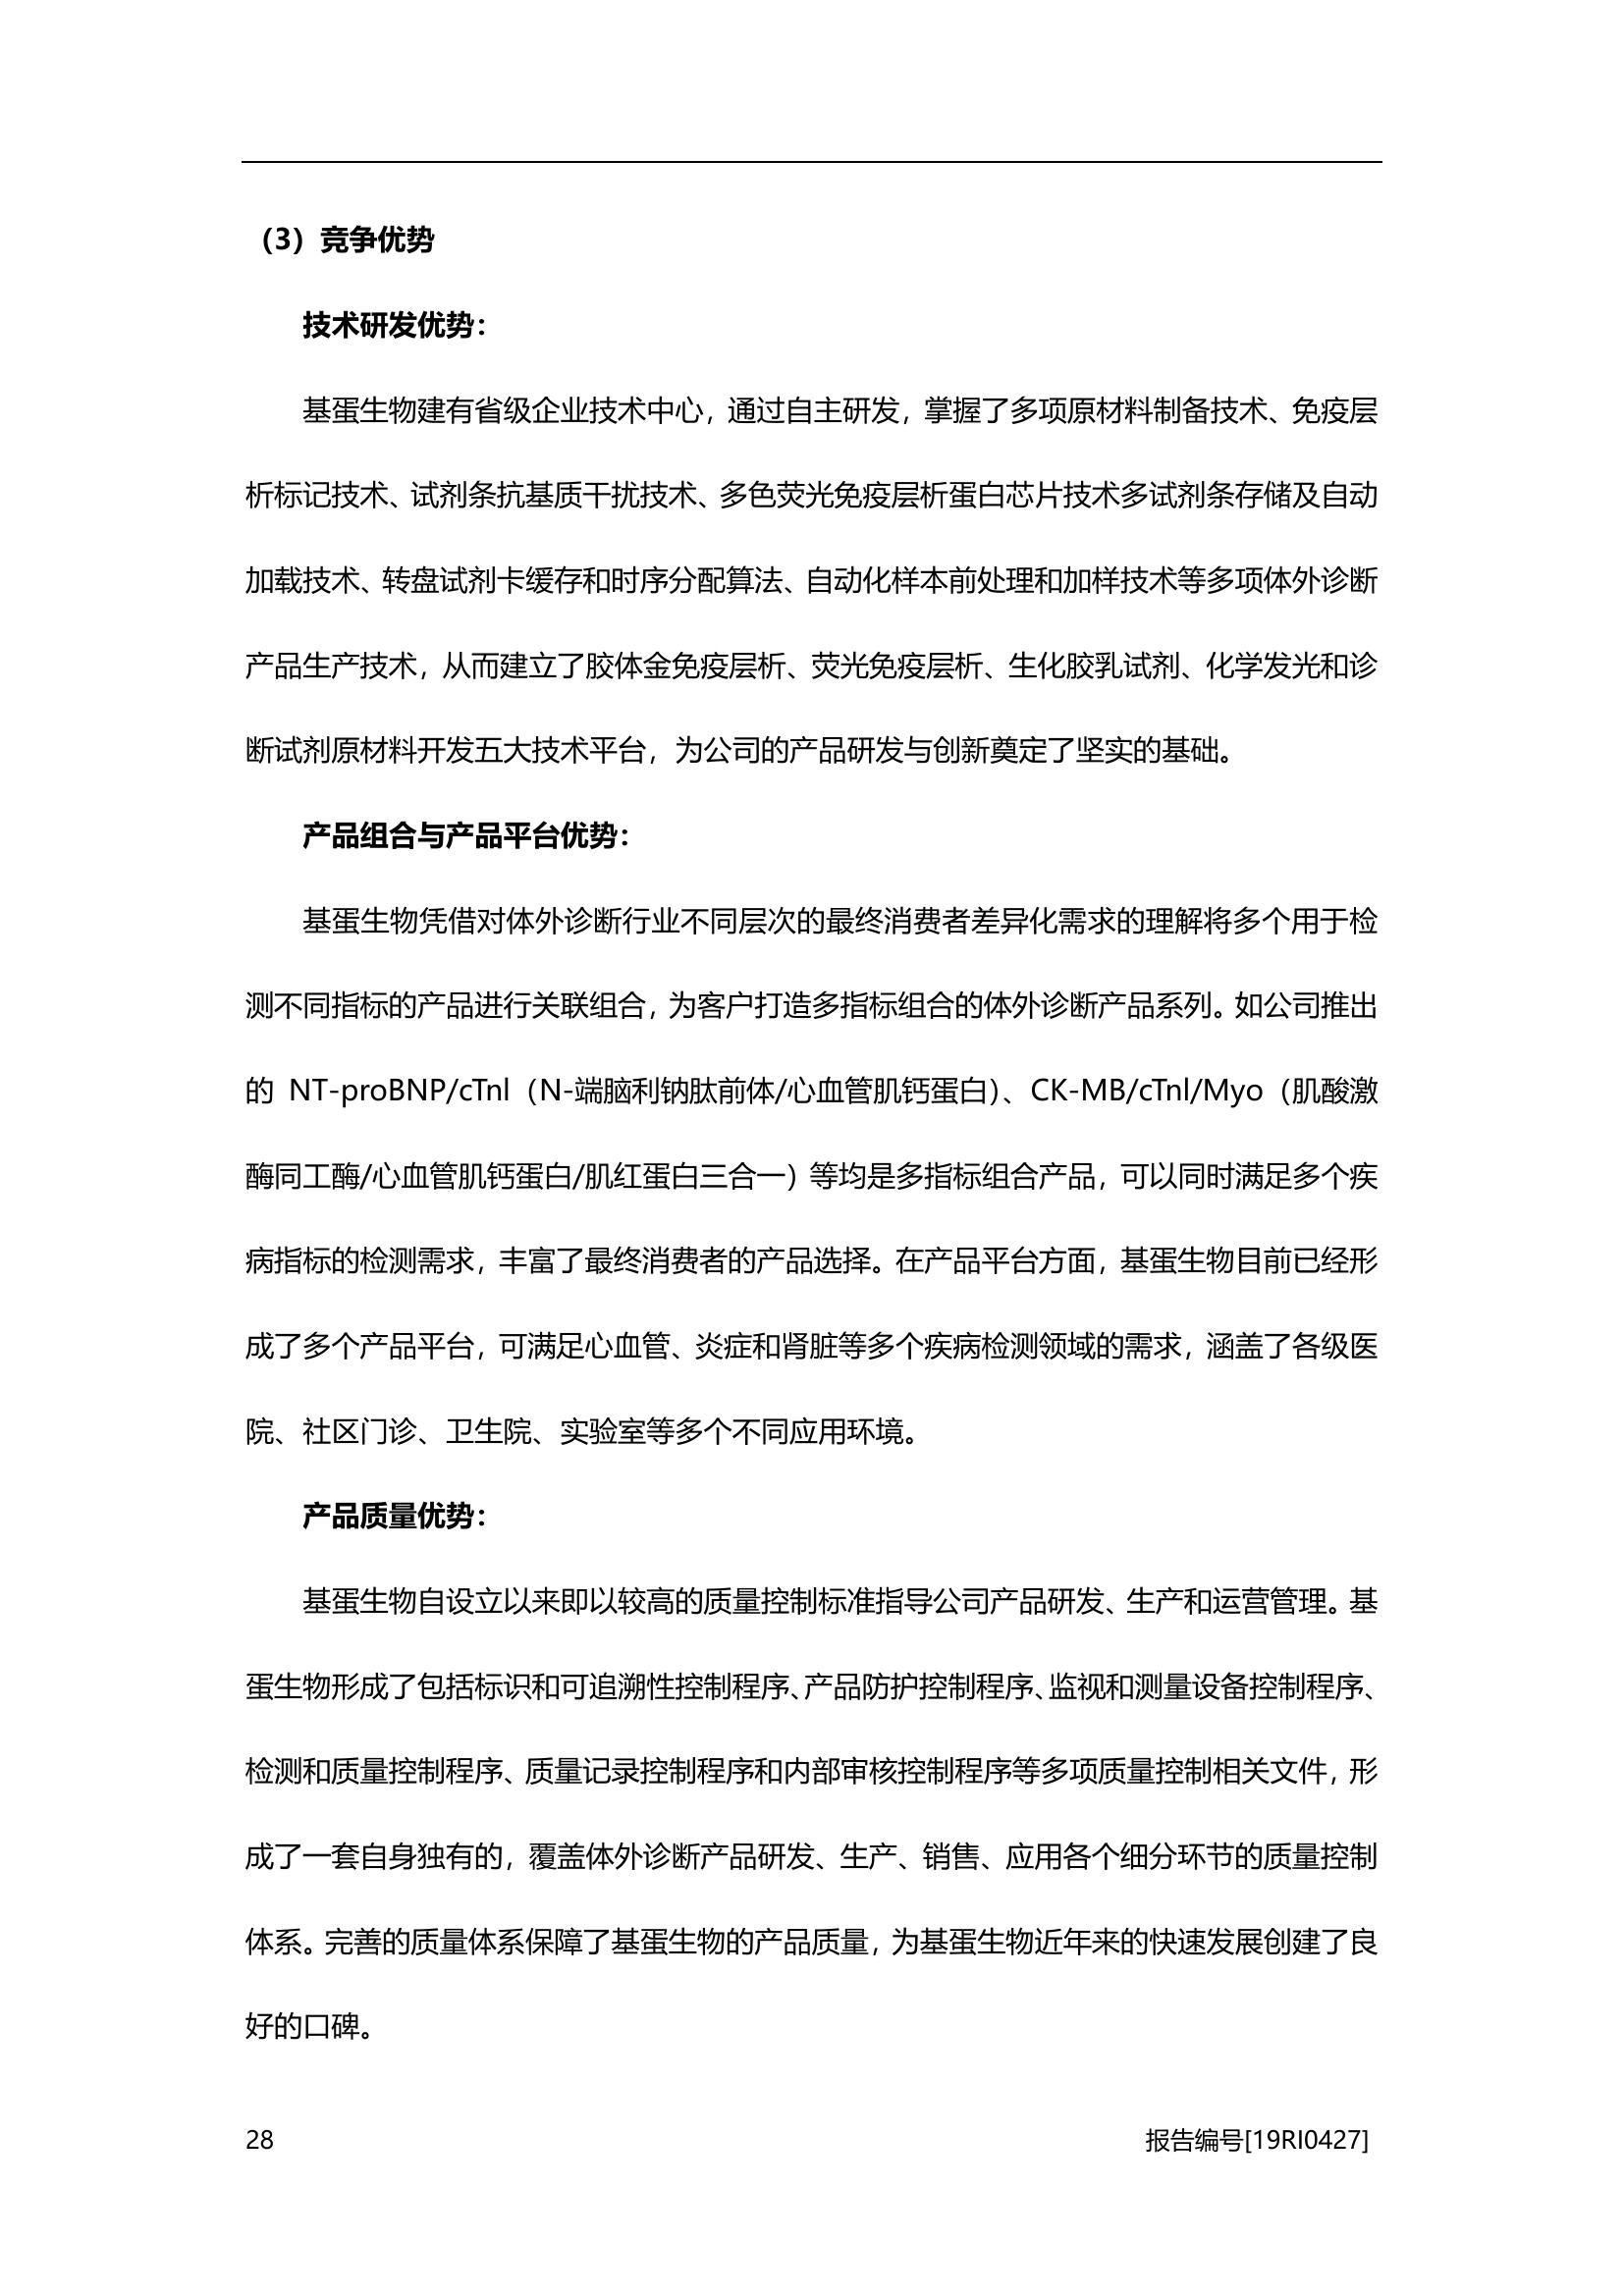 （3）竞争优势
技术研发优势：
基蛋生物建有省级企业技术中心，通过自主研发，掌握了多项原材料制备技术、免疫层
析标记技术、试剂条抗基质干扰技术、多色荧光免疫层析蛋白芯片技术多试剂条存储及自动
加载技术、转盘试剂卡缓存和时序分配算法、自动化样本前处理和加样技术等多项体外诊断
产品生产技术，从而建立了胶体金免疫层析、荧光免疫层析、生化胶乳试剂、化学发光和诊
断试剂原材料开发五大技术平台，为公司的产品研发与创新奠定了坚实的基础。
产品组合与产品平台优势：
基蛋生物凭借对体外诊断行业不同层次的最终消费者差异化需求的理解将多个用于检
测不同指标的产品进行关联组合，为客户打造多指标组合的体外诊断产品系列。如公司推出
的 NT-proBNP/cTnl（N-端脑利钠肽前体/心血管肌钙蛋白）、CK-MB/cTnl/Myo（肌酸激
酶同工酶/心血管肌钙蛋白/肌红蛋白三合一）等均是多指标组合产品，可以同时满足多个疾
病指标的检测需求，丰富了最终消费者的产品选择。在产品平台方面，基蛋生物目前已经形
成了多个产品平台，可满足心血管、炎症和肾脏等多个疾病检测领域的需求，涵盖了各级医
院、社区门诊、卫生院、实验室等多个不同应用环境。
产品质量优势：
基蛋生物自设立以来即以较高的质量控制标准指导公司产品研发、生产和运营管理。基
蛋生物形成了包括标识和可追溯性控制程序、产品防护控制程序、监视和测量设备控制程序、
检测和质量控制程序、质量记录控制程序和内部审核控制程序等多项质量控制相关文件，形
成了一套自身独有的，覆盖体外诊断产品研发、生产、销售、应用各个细分环节的质量控制
体系。完善的质量体系保障了基蛋生物的产品质量，为基蛋生物近年来的快速发展创建了良
好的口碑。
28 报告编号[19RI0427]